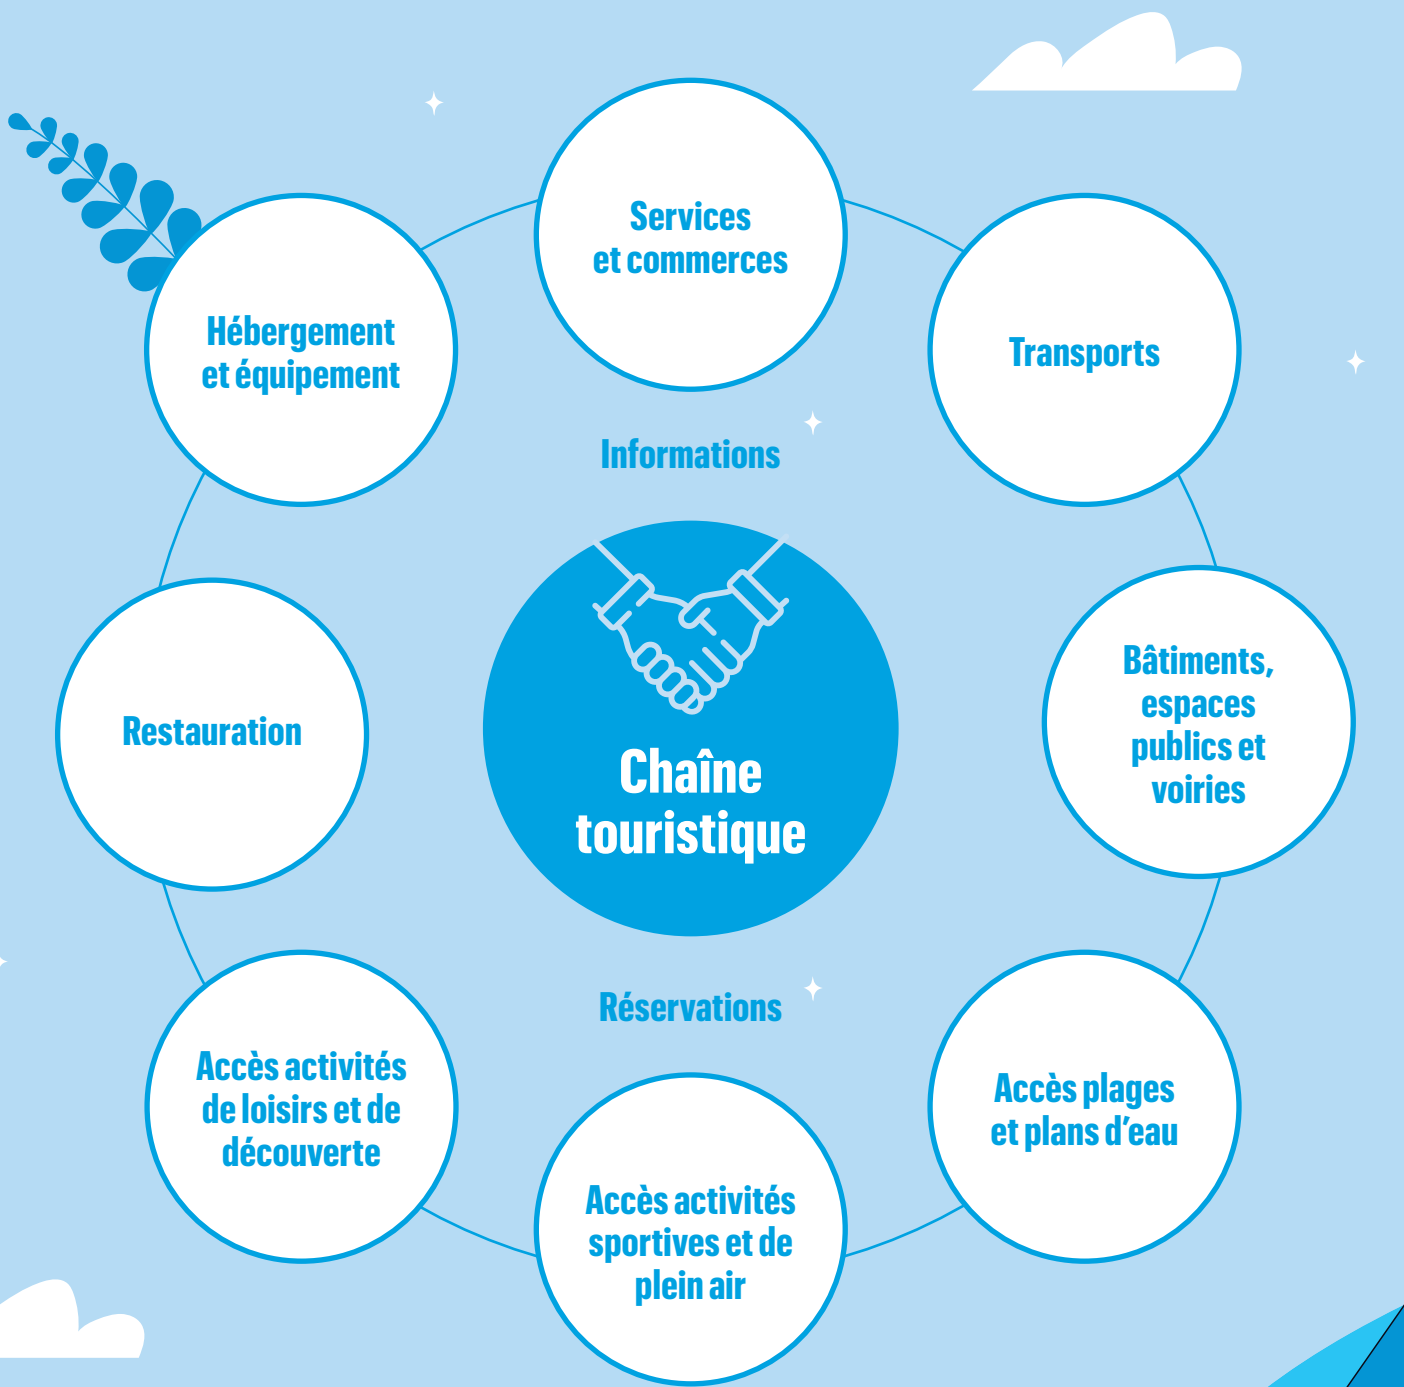 Services
et commerces
Hébergement
et équipement
Transports
Informations
Bâtiments,
espaces
publics et
voiries
Restauration
Chaîne
touristique
Réservations
Accès activités
de loisirs et de
découverte
Accès plages
et plans d’eau
Accès activités
sportives et de
plein air